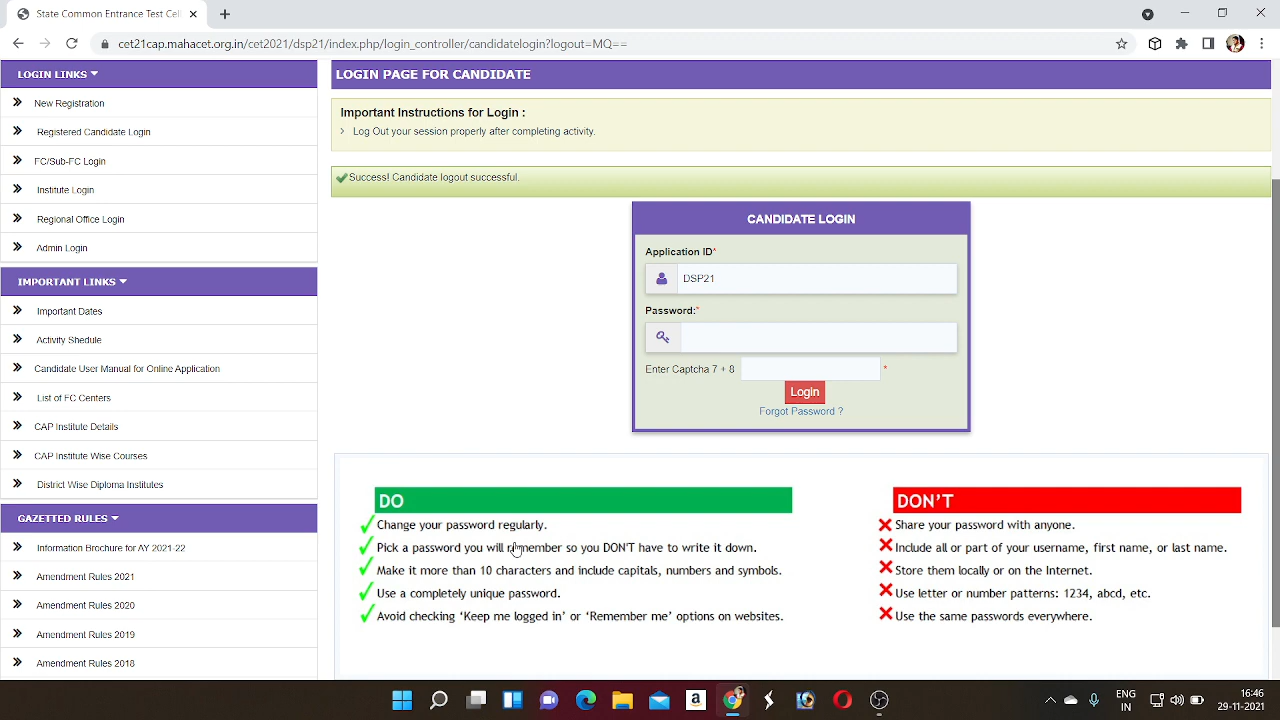 State Common Entrance Test Cell
cet21cap.mahacet.org.in/cet2021/dsp21/index.php/login_controller/candidatelogin?logout=MQ==
LOGIN LINKS
New Registration
Registered Candidate Login
FC/Sub-FC Login
Institute Login
Regional Office Login
Admin Login
IMPORTANT LINKS
Important Dates
Activity Shedule
Candidate User Manual for Online Application
List of FC Centers
CAP Institute Details
CAP Institute Wise Courses
District Wise Diploma Institutes
GAZETTED RULES
Information Brochure for AY 2021-22
Amendment Rules 2021
Amendment Rules 2020
Amendment Rules 2019
Amendment Rules 2018
LOGIN PAGE FOR CANDIDATE
Important Instructions for Login :
Log Out your session properly after completing activity.
Success! Candidate logout successful.
CANDIDATE LOGIN
Application ID*
DSP21
Password:*
Enter Captcha 7 + 8 *
Login
Forgot Password ?
DO
Change your password regularly.
Pick a password you will remember so you DON'T have to write it down.
Make it more than 10 characters and include capitals, numbers and symbols.
Use a completely unique password.
Avoid checking ‘Keep me logged in’ or ‘Remember me’ options on websites.
DON'T
Share your password with anyone.
Include all or part of your username, first name, or last name.
Store them locally or on the Internet.
Use letter or number patterns: 1234, abcd, etc.
Use the same passwords everywhere.
ENG
IN
16:46
29-11-2021